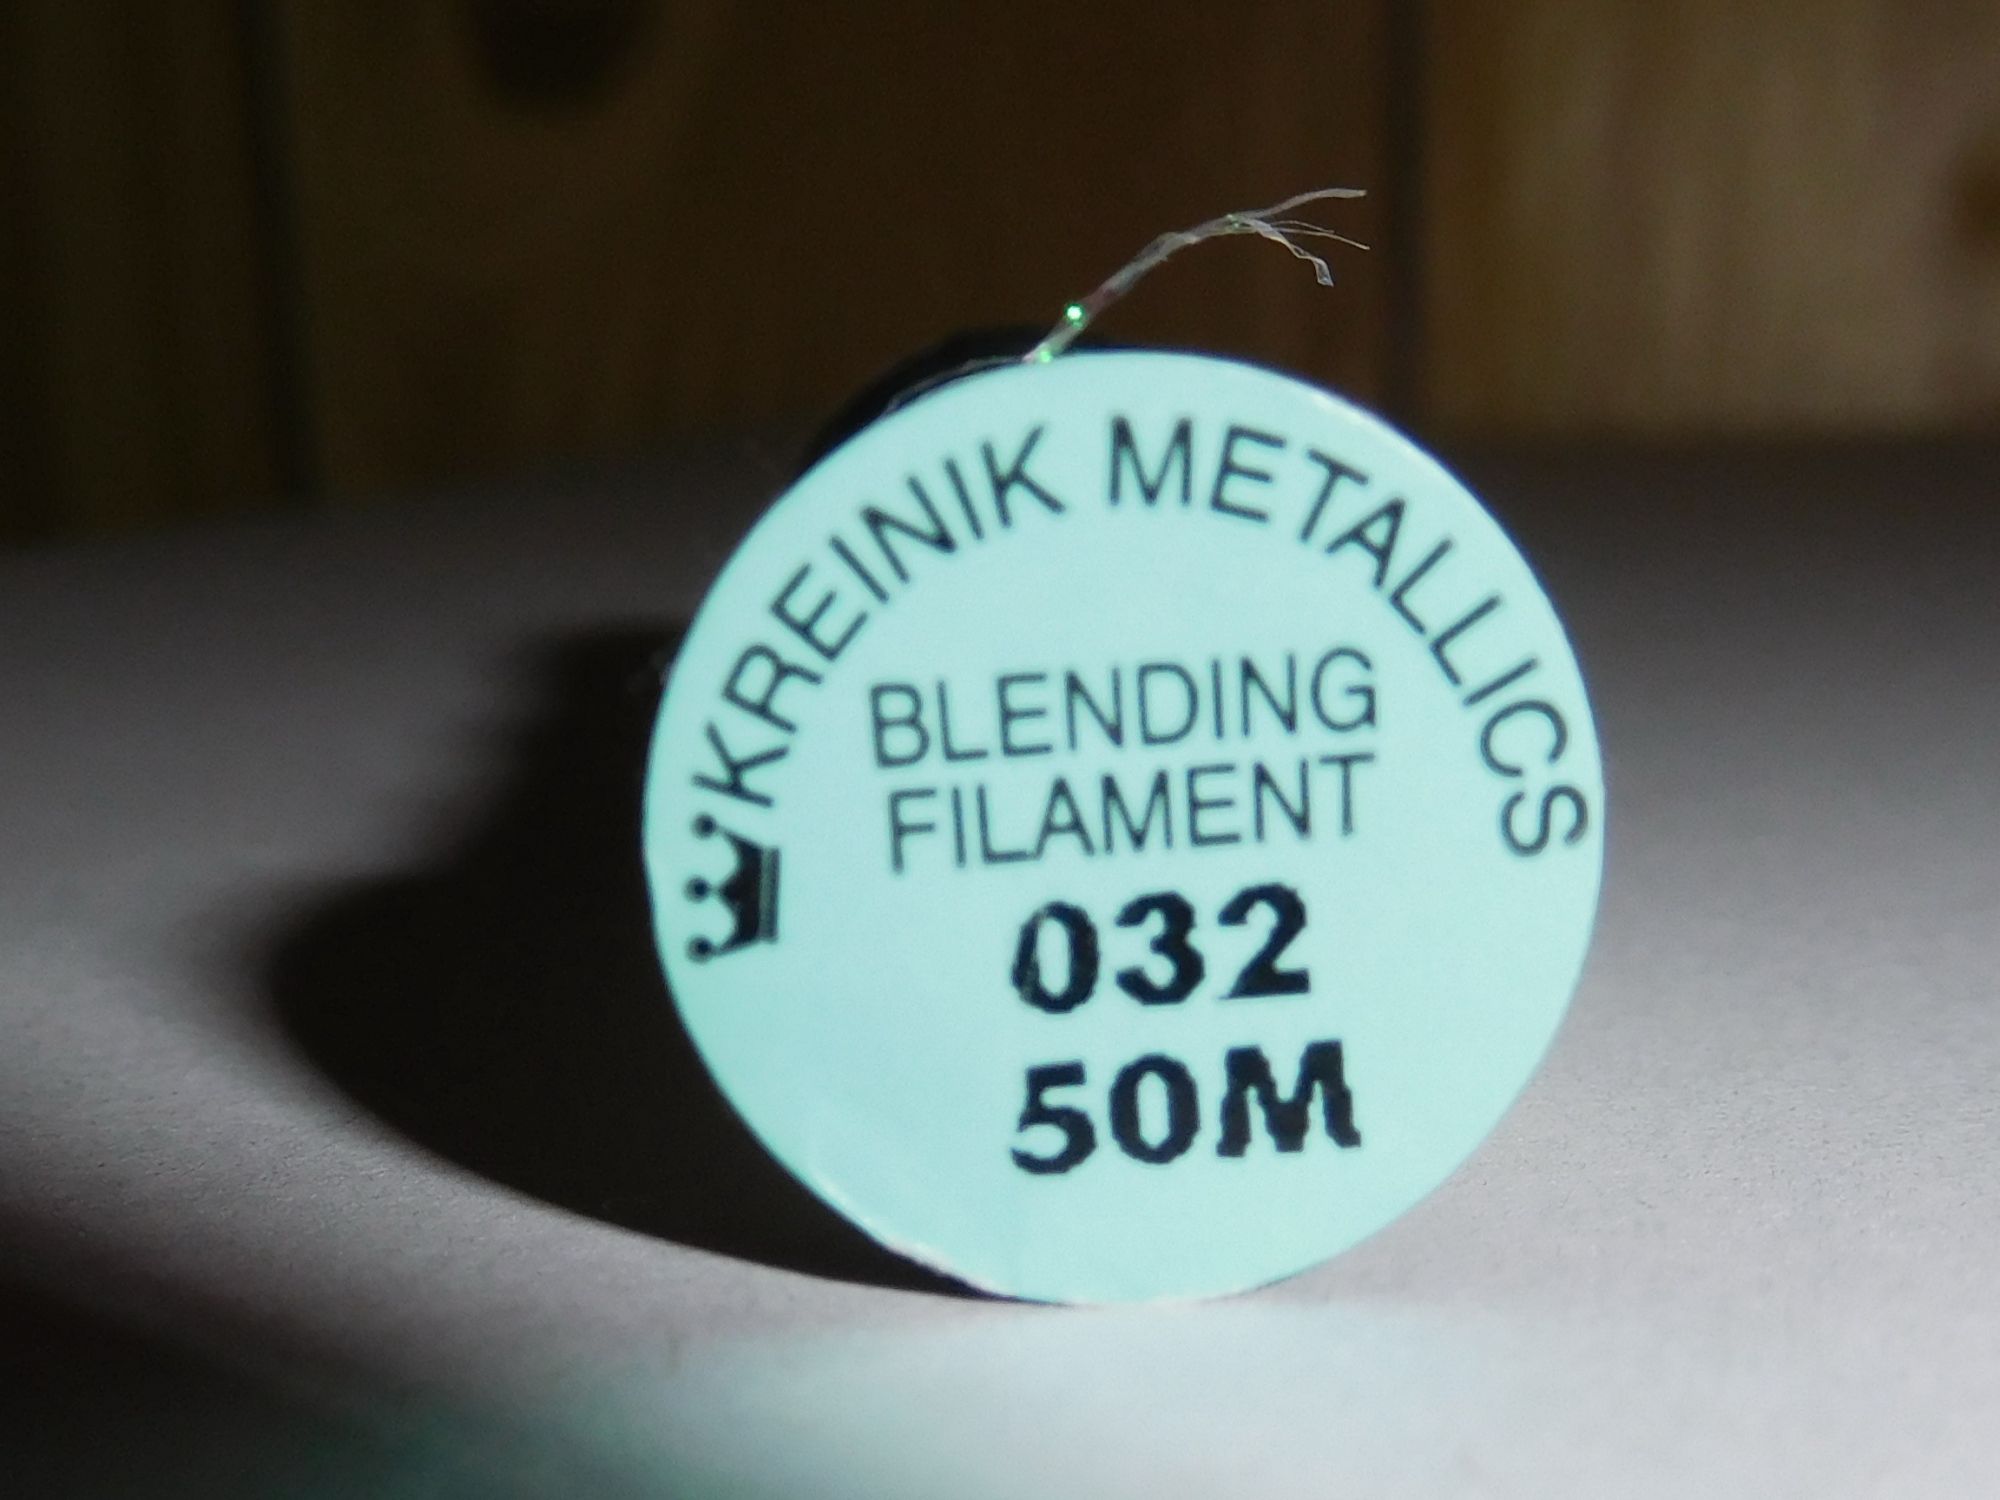 KREINIK METALLICS
BLENDING
FILAMENT
032
50M